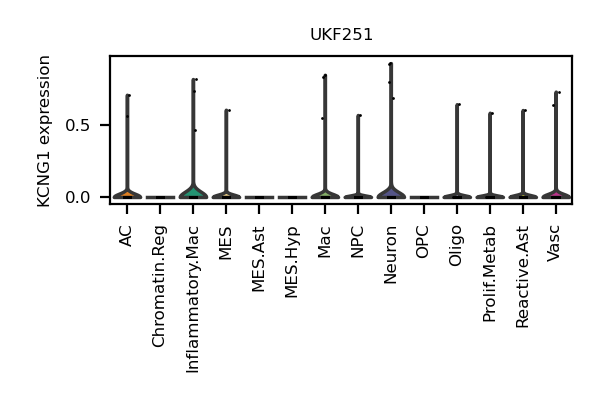 UKF251
KCNG1 expression
0.5
0.0
AC
Chromatin.Reg
Inflammatory.Mac
MES
MES.Ast
MES.Hyp
Mac
NPC
Neuron
OPC
Oligo
Prolif.Metab
Reactive.Ast
Vasc